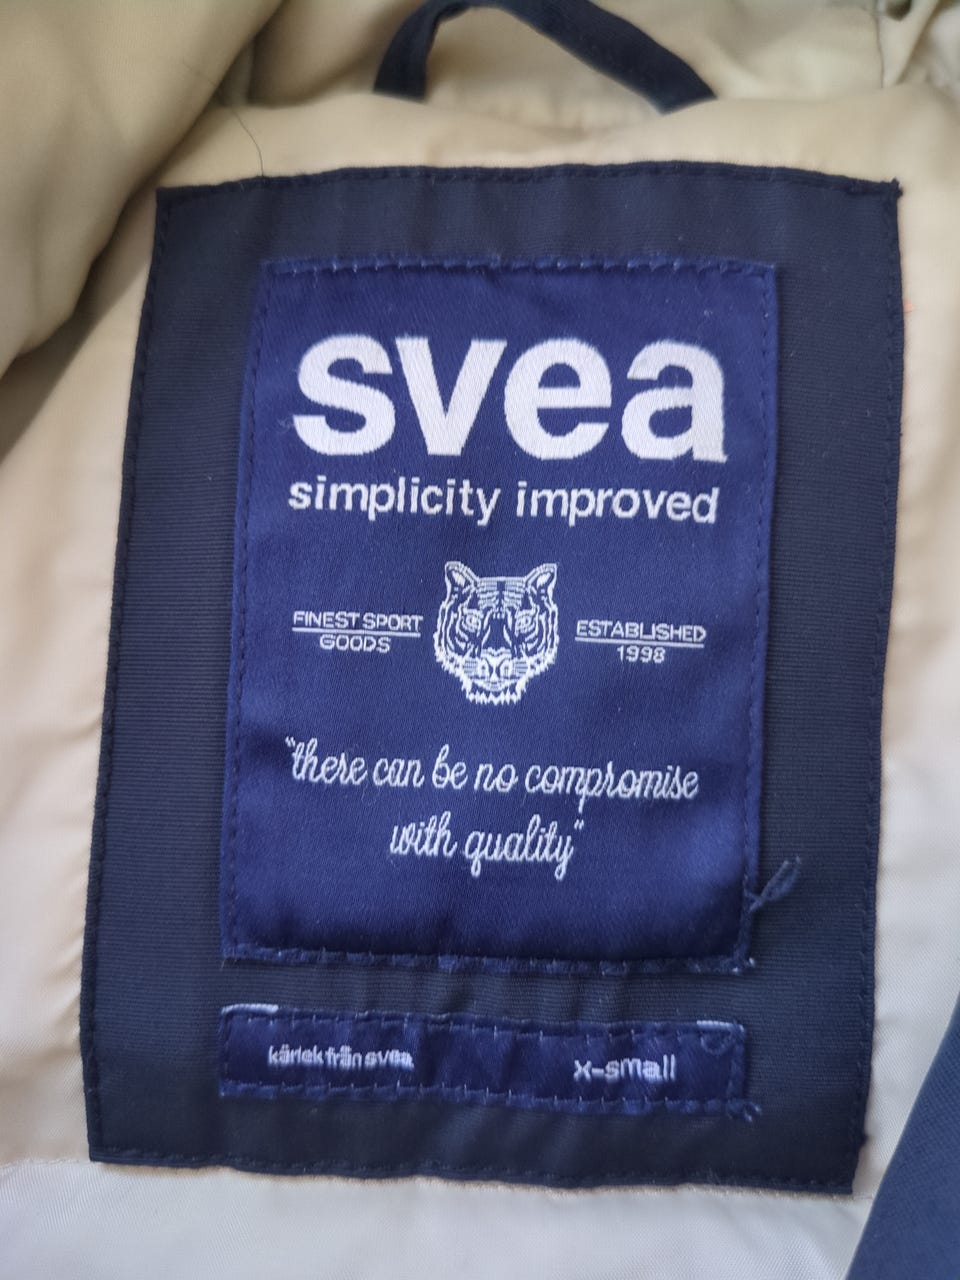 svea
simplicity improved
FINEST SPORT
GOODS
ESTABLISHED
1998
"there can be no compromise
with quality"
kärlek från svea
x-small